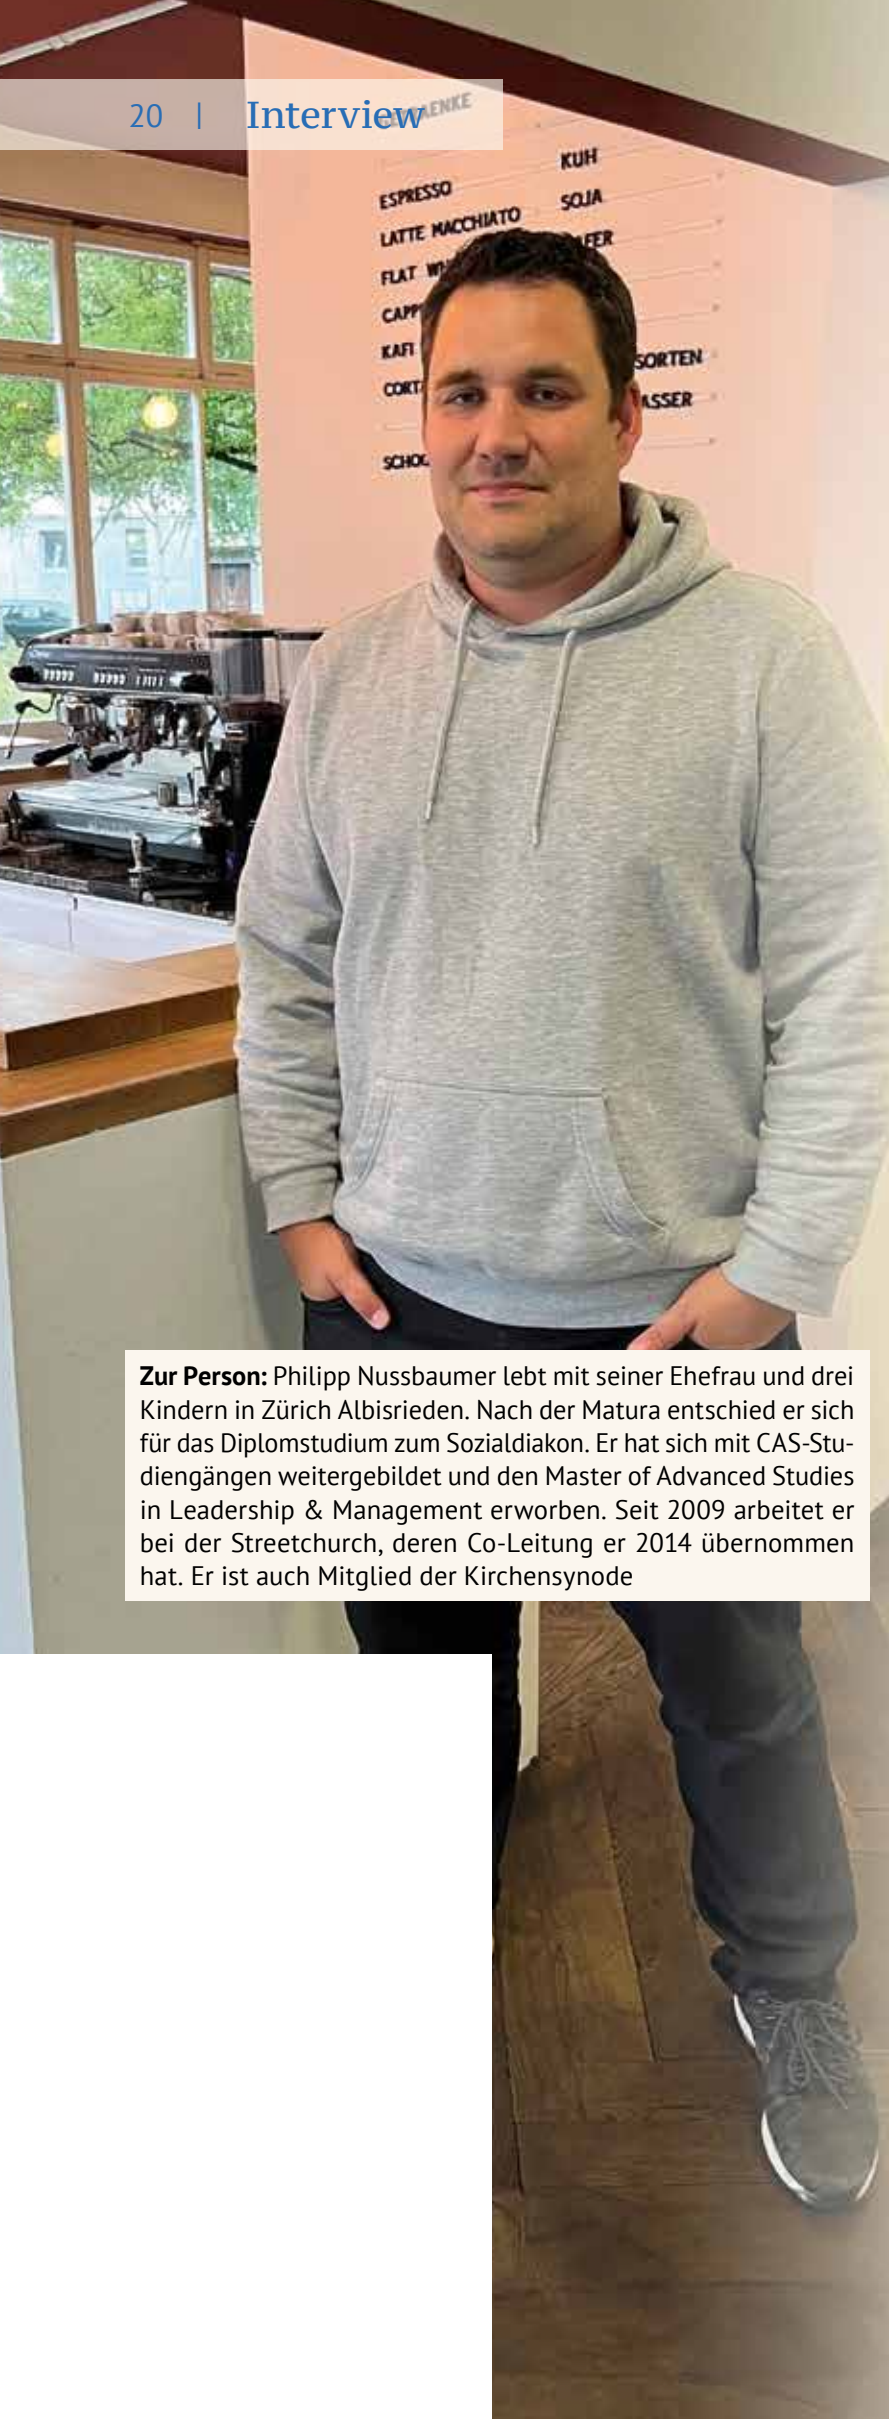 20 | Interview
KUH
ESPRESSO
SOJA
LATTE MACCHIATO
FLAT
KAFI
Zur Person: Philipp Nussbaumer lebt mit seiner Ehefrau und drei
Kindern in Zürich Albisrieden. Nach der Matura entschied er sich
für das Diplomstudium zum Sozialdiakon. Er hat sich mit CAS-Stu-
diengängen weitergebildet und den Master of Advanced Studies
in Leadership & Management erworben. Seit 2009 arbeitet er
bei der Streetchurch, deren Co-Leitung er 2014 übernommen
hat. Er ist auch Mitglied der Kirchensynode